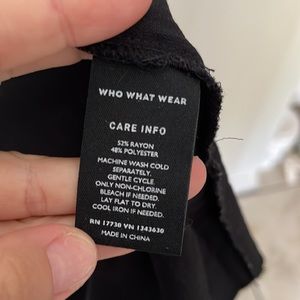 WHO WHAT WEAR
CARE INFO
52% RAYON
48% POLYESTER
MACHINE WASH COLD
SEPARATELY.
GENTLE CYCLE
ONLY NON-CHLORINE
BLEACH IF NEEDED.
LAY FLAT TO DRY.
COOL IRON IF NEEDED.
RN 17730 VN 1343630
MADE IN CHINA